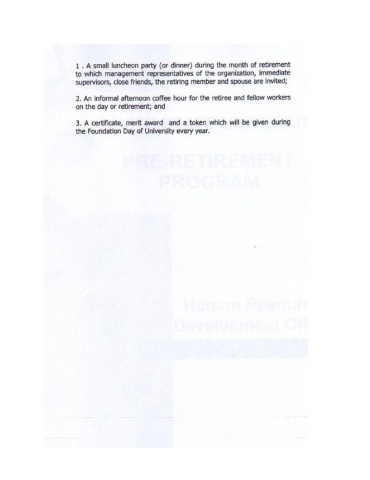 1 . A small luncheon party (or dinner) during the month of retirement
to which management representatives of the organization, immediate
supervisors, close friends, the retiring member and spouse are invited;
2. An informal afternoon coffee hour for the retiree and fellow workers
on the day or retirement; and
3. A certificate, merit award and a token which will be given during
the Foundation Day of University every year.
PRE-RETIREMENT
PROGRAM
Human Resour
Development Off